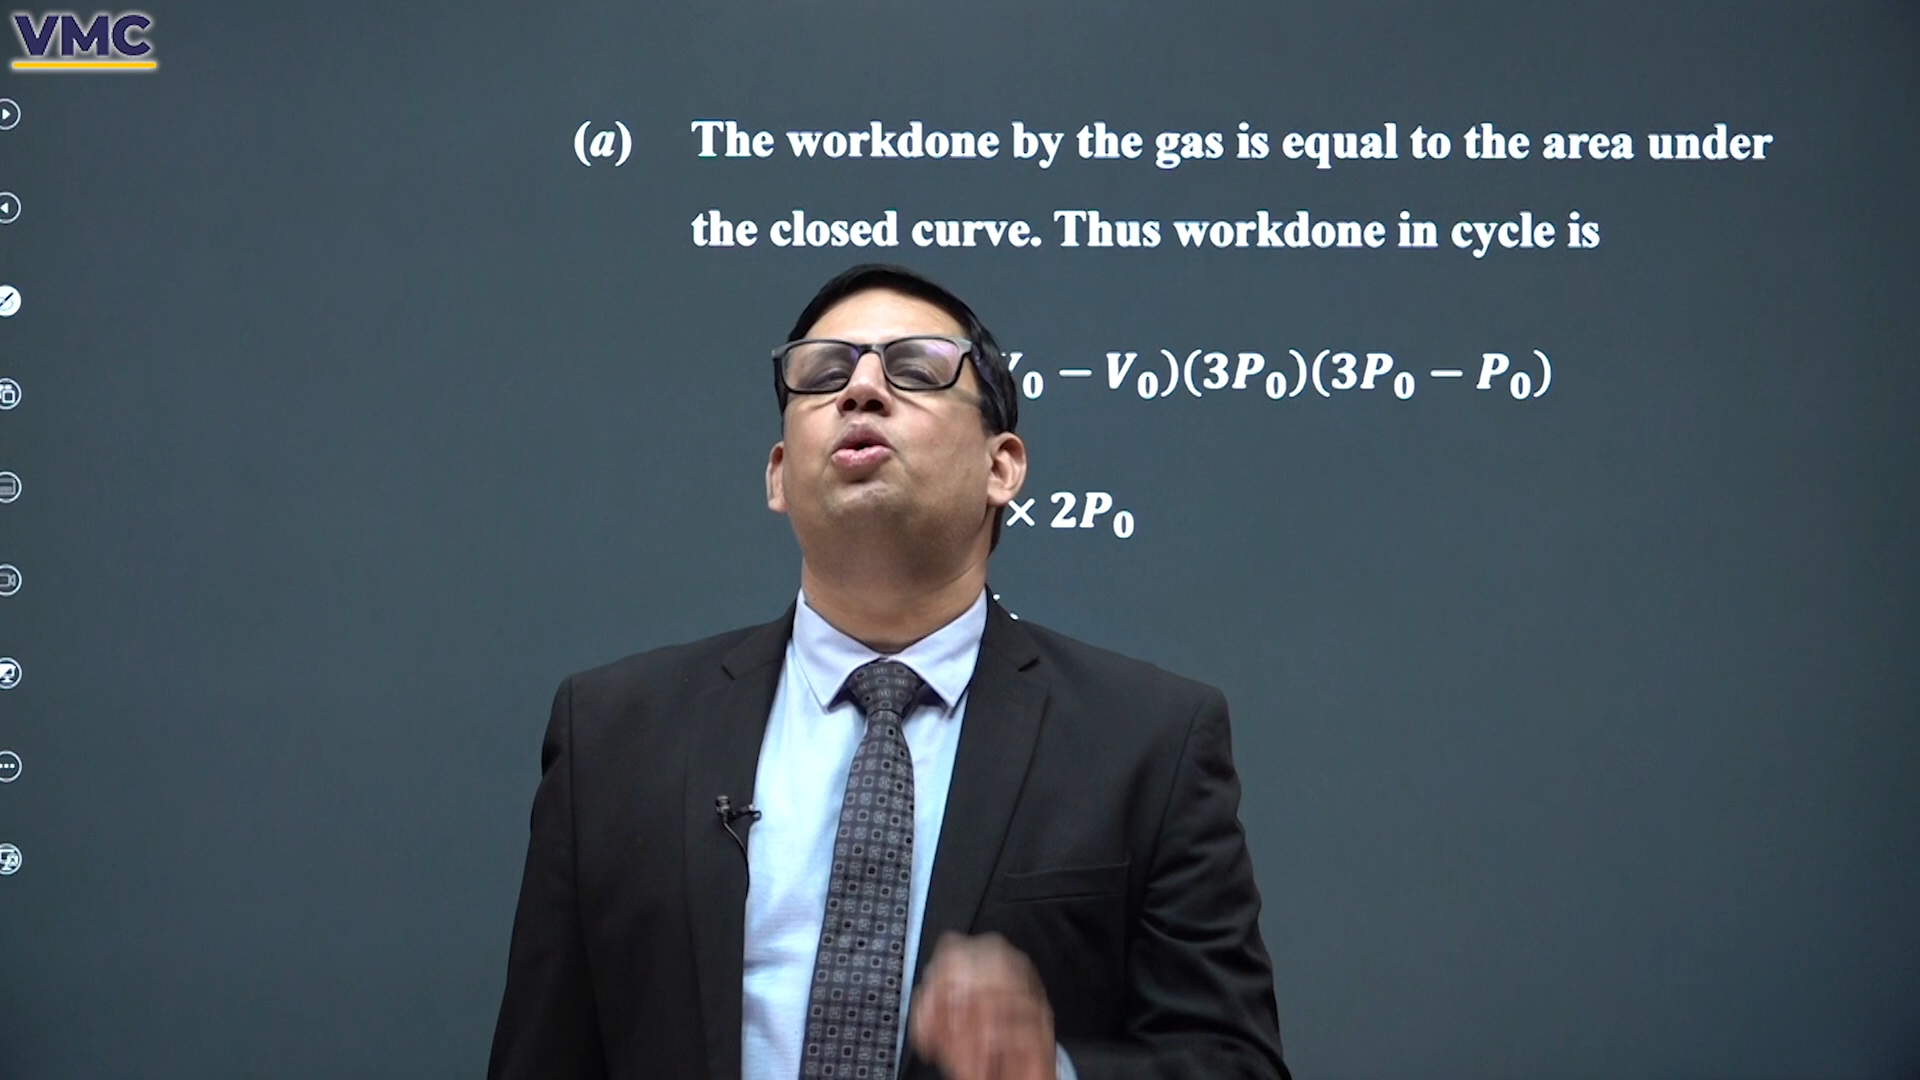 VMC
(a) The workdone by the gas is equal to the area under
the closed curve. Thus workdone in cycle is
₀ − V₀)(3P₀)(3P₀ − P₀)
× 2P₀